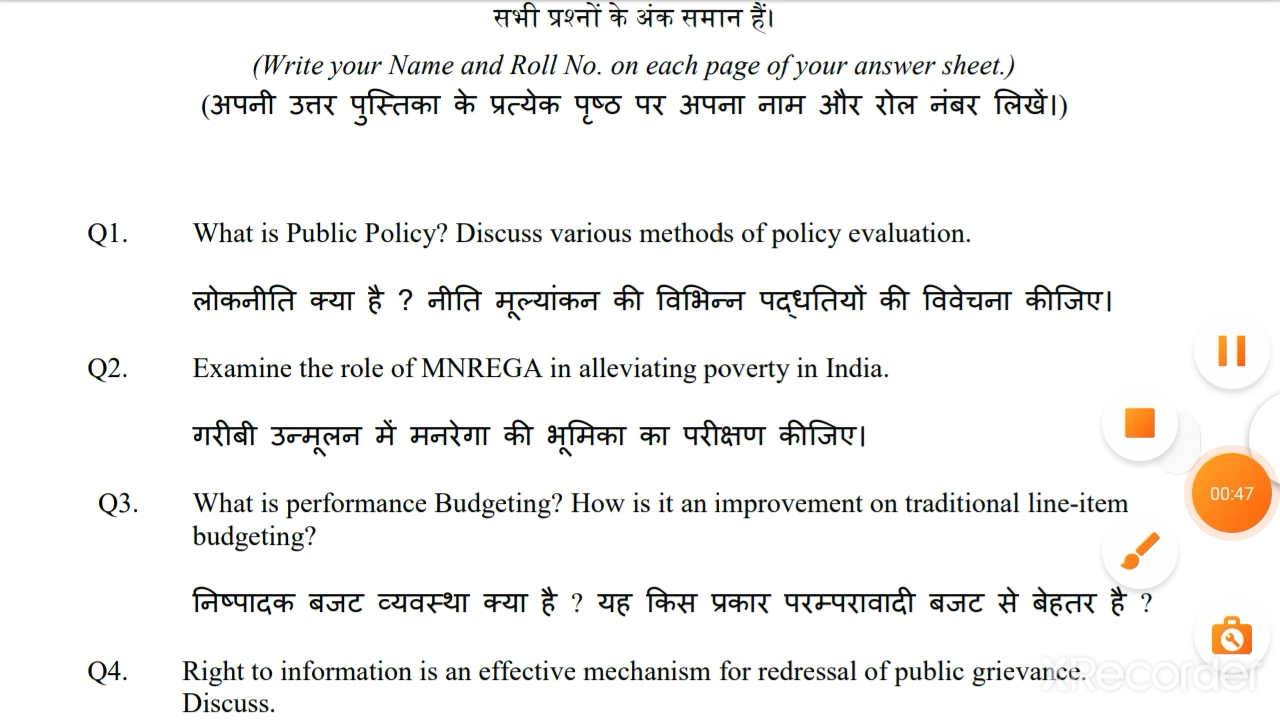 सभी प्रश्नों के अंक समान हैं।
(Write your Name and Roll No. on each page of your answer sheet.)
(अपनी उत्तर पुस्तिका के प्रत्येक पृष्ठ पर अपना नाम और रोल नंबर लिखें।)
Q1. What is Public Policy? Discuss various methods of policy evaluation.
लोकनीति क्या है ? नीति मूल्यांकन की विभिन्न पद्धतियों की विवेचना कीजिए।
Q2. Examine the role of MNREGA in alleviating poverty in India.
गरीबी उन्मूलन में मनरेगा की भूमिका का परीक्षण कीजिए।
Q3. What is performance Budgeting? How is it an improvement on traditional line-item
budgeting?
00:47
निष्पादक बजट व्यवस्था क्या है ? यह किस प्रकार परम्परावादी बजट से बेहतर है ?
Q4. Right to information is an effective mechanism for redressal of public grievance.
Discuss.
XRecorder